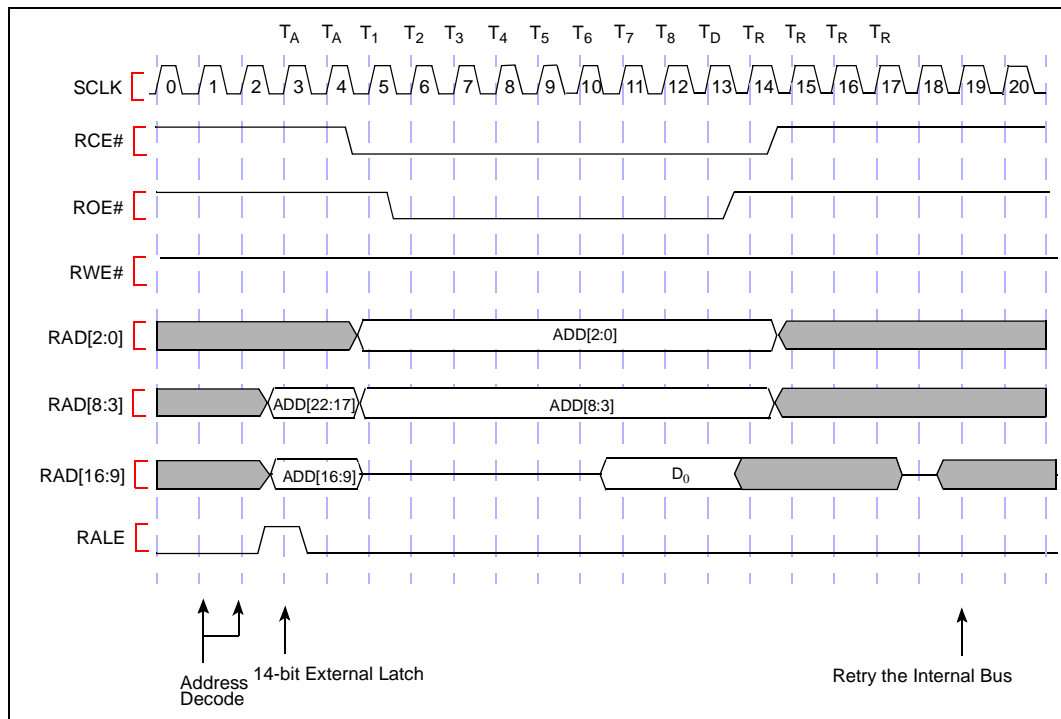 TA TA T1 T2 T3 T4 T5 T6 T7 T8 TD TR TR TR TR
SCLK 0 1 2 3 4 5 6 7 8 9 10 11 12 13 14 15 16 17 18 19 20
RCE#
ROE#
RWE#
RAD[2:0] ADD[2:0]
RAD[8:3] ADD[22:17] ADD[8:3]
RAD[16:9] ADD[16:9] D0
RALE
Address
Decode
14-bit External Latch
Retry the Internal Bus